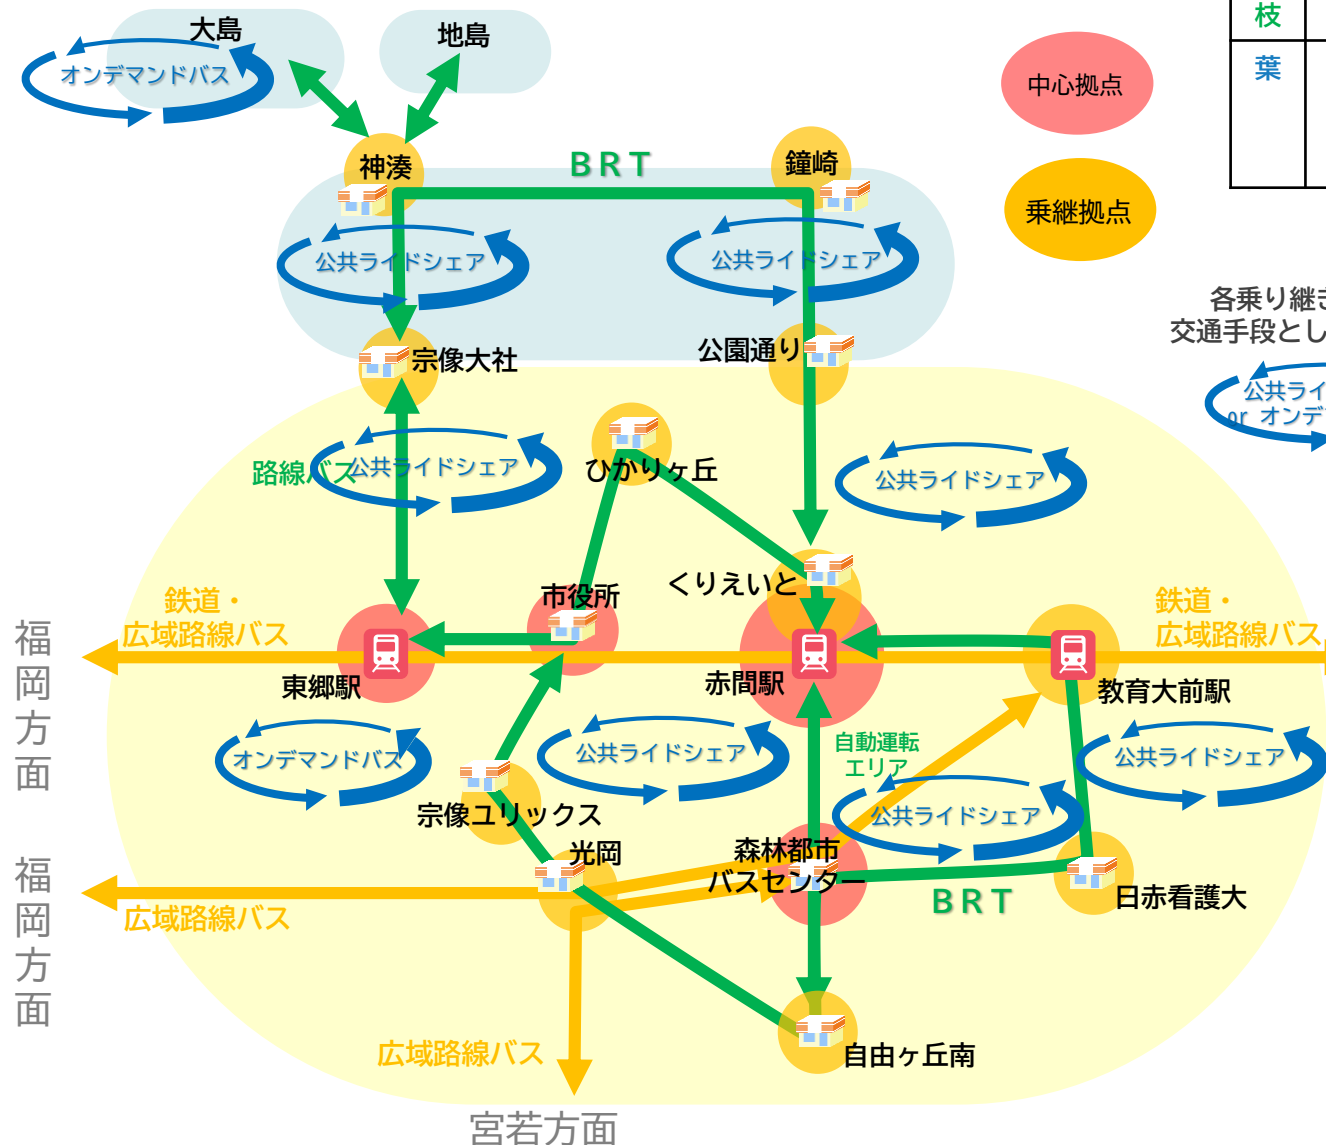 大島
地島
オンデマンドバス
中心拠点
枝
葉
神湊
BRT
鐘崎
乗継拠点
公共ライドシェア
公共ライドシェア
各乗り継ぎ
交通手段とし
宗像大社
公園通り
公共ライ
or オンデ
路線バス
公共ライドシェア
ひかりヶ丘
公共ライドシェア
くりえいと
市役所
鉄道・
広域路線バス
鉄道・
広域路線バス
福岡方面
東郷駅
赤間駅
教育大前駅
自動運転
エリア
オンデマンドバス
公共ライドシェア
公共ライドシェア
宗像ユリックス
公共ライドシェア
光岡
森林都市
バスセンター
福岡方面
広域路線バス
BRT
日赤看護大
広域路線バス
自由ヶ丘南
宮若方面